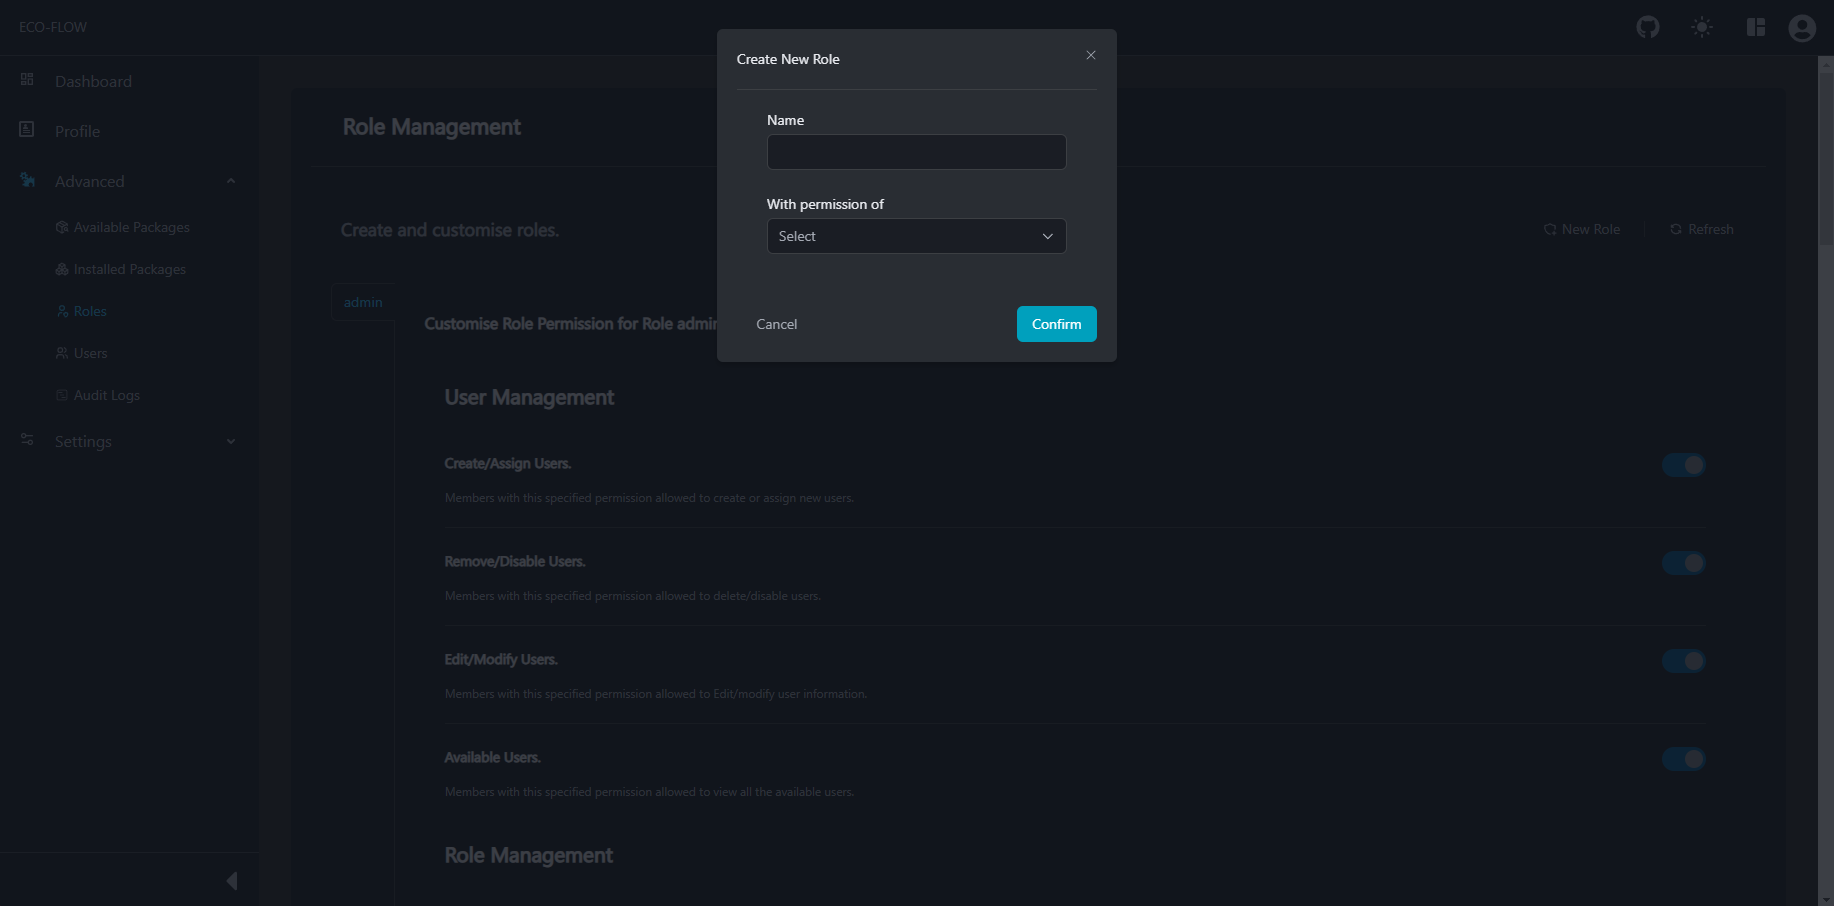 ECO-FLOW
Create New Role
Name
With permission of
Select
Cancel
Confirm
Dashboard
Profile
Advanced
Available Packages
Installed Packages
Roles
Users
Audit Logs
Settings
Role Management
Create and customise roles.
New Role
Refresh
admin
Customise Role Permission for Role admin
User Management
Create/Assign Users.
Members with this specified permission allowed to create or assign new users.
Remove/Disable Users.
Members with this specified permission allowed to delete/disable users.
Edit/Modify Users.
Members with this specified permission allowed to Edit/modify user information.
Available Users.
Members with this specified permission allowed to view all the available users.
Role Management